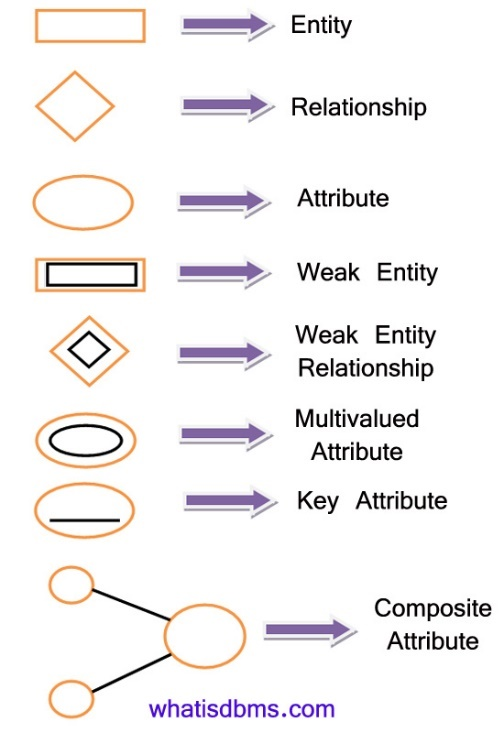 Entity
Relationship
Attribute
Weak Entity
Weak Entity
Relationship
Multivalued
Attribute
Key Attribute
Composite
Attribute
whatisdbms.com